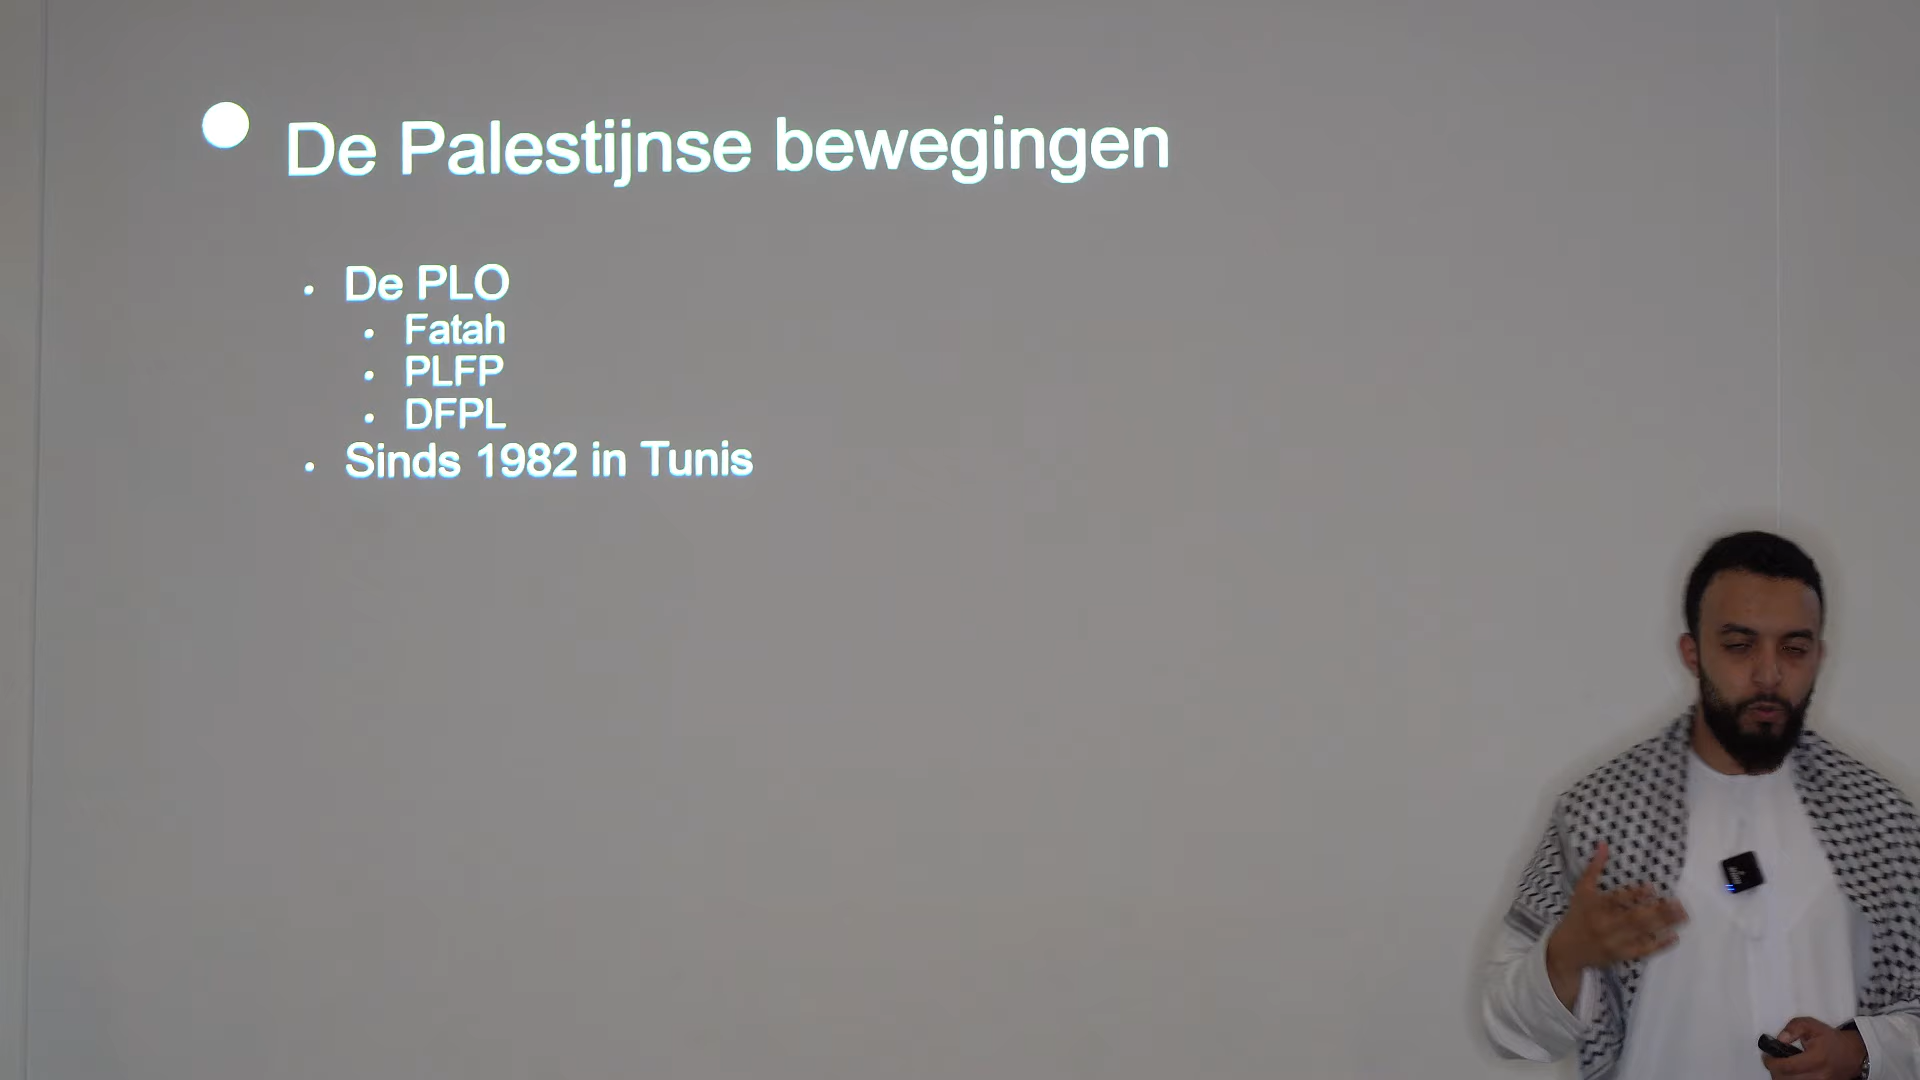 De Palestijnse bewegingen
De PLO
Fatah
PLFP
DFPL
Sinds 1982 in Tunis